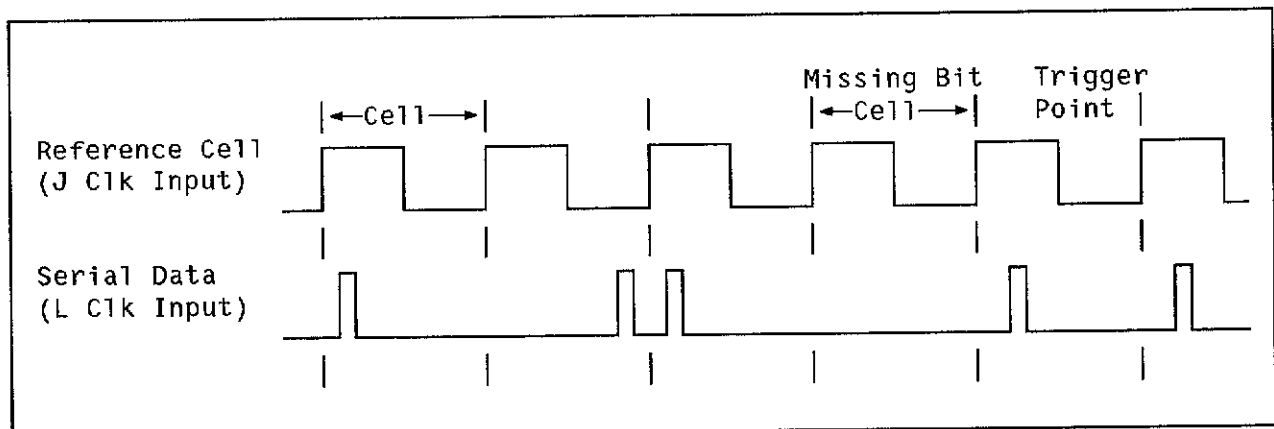 Missing Bit
Trigger
Cell
Cell
Point
Reference Cell
(J Clk Input)
Serial Data
(L Clk Input)